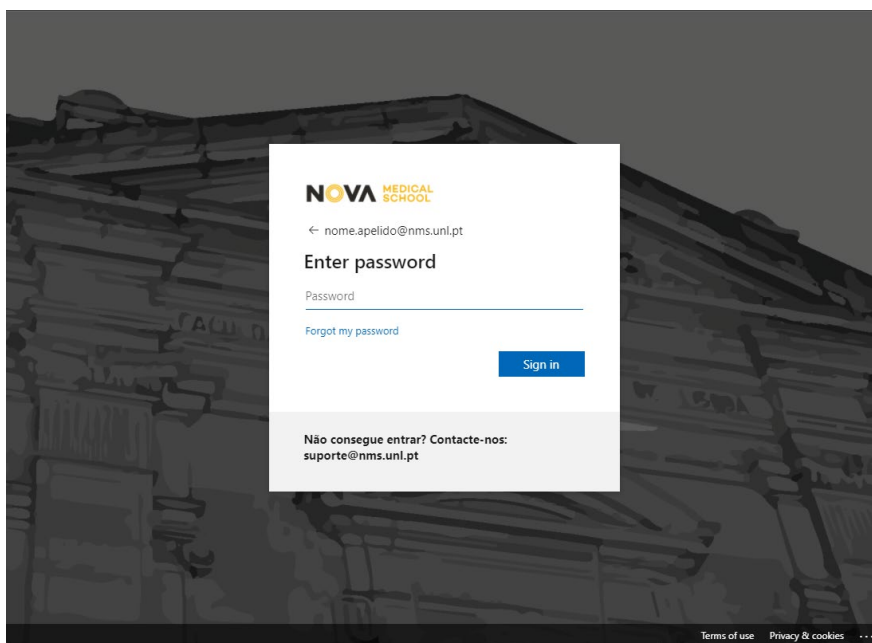 NOVA MEDICAL
SCHOOL
← nome.apelido@nms.unl.pt
Enter password
Password
Forgot my password
Sign in
Não consegue entrar? Contacte-nos:
suporte@nms.unl.pt
Terms of use Privacy & cookies ...